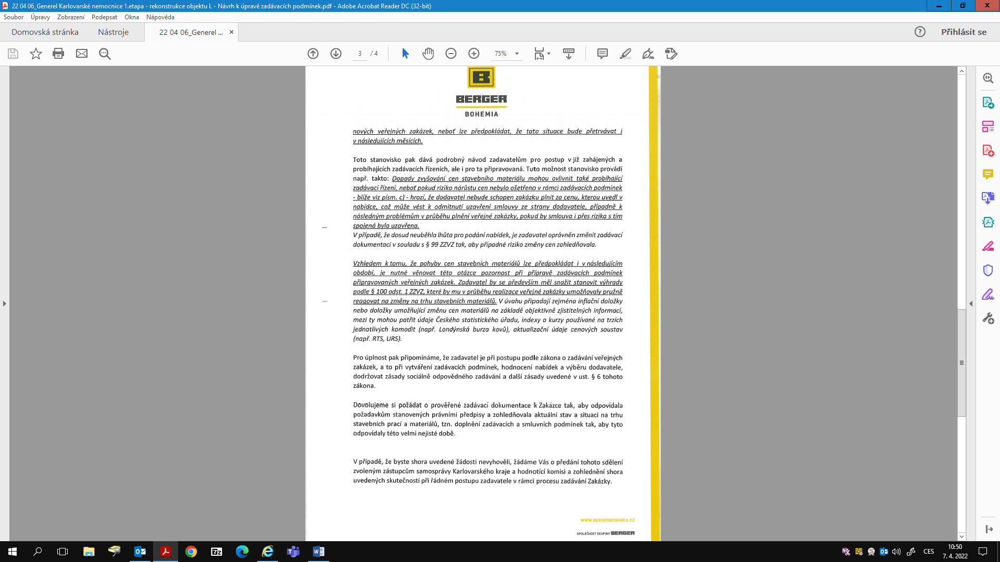 22 04 06_Generel Karlovarské nemocnice 1.etapa - rekonstrukce objektu L - Návrh k úpravě zadávacích podmínek.pdf - Adobe Acrobat Reader DC (32-bit)
Soubor Úpravy Zobrazení Podepsat Okna Nápověda
Domovská stránka Nástroje 22 04 06_Generel ... × Přihlásit se
3 / 4 75%
B
BERGER
BOHEMIA
nových veřejných zakázek, neboť lze předpokládat, že tato situace bude přetrvávat i
v následujících měsících.
Toto stanovisko pak dává podrobný návod zadavatelům pro postup v již zahájených a
probíhajících zadávacích řízeních, ale i pro ta připravovaná. Tuto možnost stanovisko provádí
např. takto: Dopady zvyšování cen stavebního materiálu mohou ovlivnit také probíhající
zadávací řízení, neboť pokud riziko nárůstu cen nebylo ošetřeno v rámci zadávacích podmínek
- blíže viz písm. c) - hrozí, že dodavatel nebude schopen zakázku plnit za cenu, kterou uvedl v
nabídce, což může vést k odmítnutí uzavření smlouvy ze strany dodavatele, případně k
následným problémům v průběhu plnění veřejné zakázky, pokud by smlouva i přes rizika s tím
spojená byla uzavřena.
V případě, že dosud neuběhla lhůta pro podání nabídek, je zadavatel oprávněn změnit zadávací
dokumentaci v souladu s § 99 ZZVZ tak, aby případné riziko změny cen zohledňovala.
Vzhledem k tomu, že pohyby cen stavebních materiálů lze předpokládat i v následujícím
období, je nutné věnovat této otázce pozornost při přípravě zadávacích podmínek
připravovaných veřejných zakázek. Zadavatel by se především měl snažit stanovit výhrady
podle § 100 odst. 1 ZZVZ, které by mu v průběhu realizace veřejné zakázky umožňovaly pružně
reagovat na změny na trhu stavebních materiálů. V úvahu připadají zejména inflační doložky
nebo doložky umožňující změnu cen materiálů na základě objektivně zjistitelných informací,
mezi ty mohou patřit údaje Českého statistického úřadu, indexy a kurzy používané na trzích
jednotlivých komodit (např. Londýnská burza kovů), aktualizační údaje cenových soustav
(např. RTS, URS).
Pro úplnost pak připomínáme, že zadavatel je při postupu podle zákona o zadávání veřejných
zakázek, a to při vytváření zadávacích podmínek, hodnocení nabídek a výběru dodavatele,
dodržovat zásady sociálně odpovědného zadávání a další zásady uvedené v ust. § 6 tohoto
zákona.
Dovolujeme si požádat o prověřené zadávací dokumentace k Zakázce tak, aby odpovídala
požadavkům stanovených právními předpisy a zohledňovala aktuální stav a situaci na trhu
stavebních prací a materiálů, tzn. doplnění zadávacích a smluvních podmínek tak, aby tyto
odpovídaly této velmi nejisté době.
V případě, že byste shora uvedené žádosti nevyhověli, žádáme Vás o předání tohoto sdělení
zvoleným zástupcům samosprávy Karlovarského kraje a hodnotící komisi a zohlednění shora
uvedených skutečností při řádném postupu zadavatele v rámci procesu zadávání Zakázky.
WWW.BERGERBOHEMIA.CZ
SPOLEČNOST SKUPINY BERGER
CES
10:50
7. 4. 2022